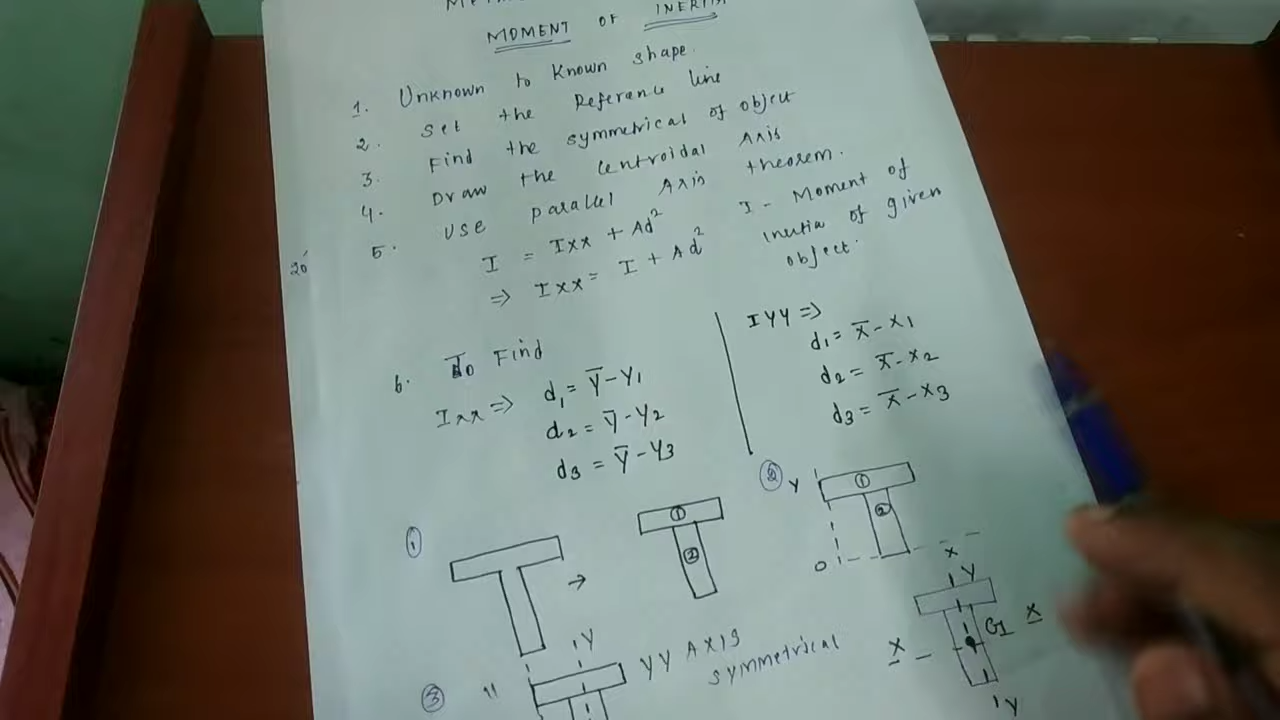 MOMENT OF INERTIA
1. Unknown to known shape.
2. Set the Reference line
3. Find the symmetrical of object
4. Draw the centroidal Axis
5. Use parallel Axis theorem.
I = Ixx + Ad²
I - Moment of inertia of given object.
⇒ Ixx = I + Ad²
20
6. To Find
Ixx ⇒ d1 = ȳ - y1
d2 = ȳ - y2
d3 = ȳ - y3
IYY ⇒
d1 = x̄ - x1
d2 = x̄ - x2
d3 = x̄ - x3
①
→
①
②
②
Y
①
②
O
X
③
Y
YY AXIS
symmetrical
Y
X
G1
X
Y